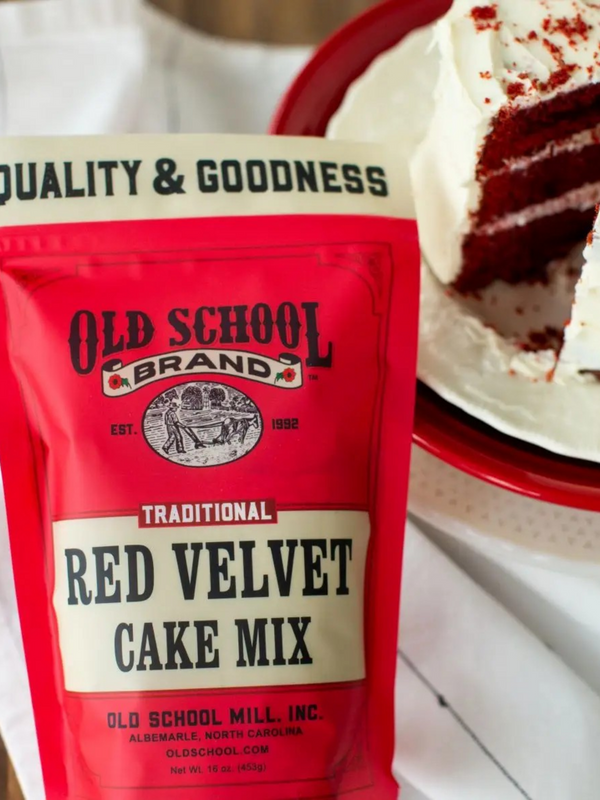 QUALITY & GOODNESS
OLD SCHOOL
BRAND™
EST. 1992
TRADITIONAL
RED VELVET
CAKE MIX
OLD SCHOOL MILL, INC.
ALBEMARLE, NORTH CAROLINA
OLDSCHOOL.COM
Net Wt. 16 oz. (453g)